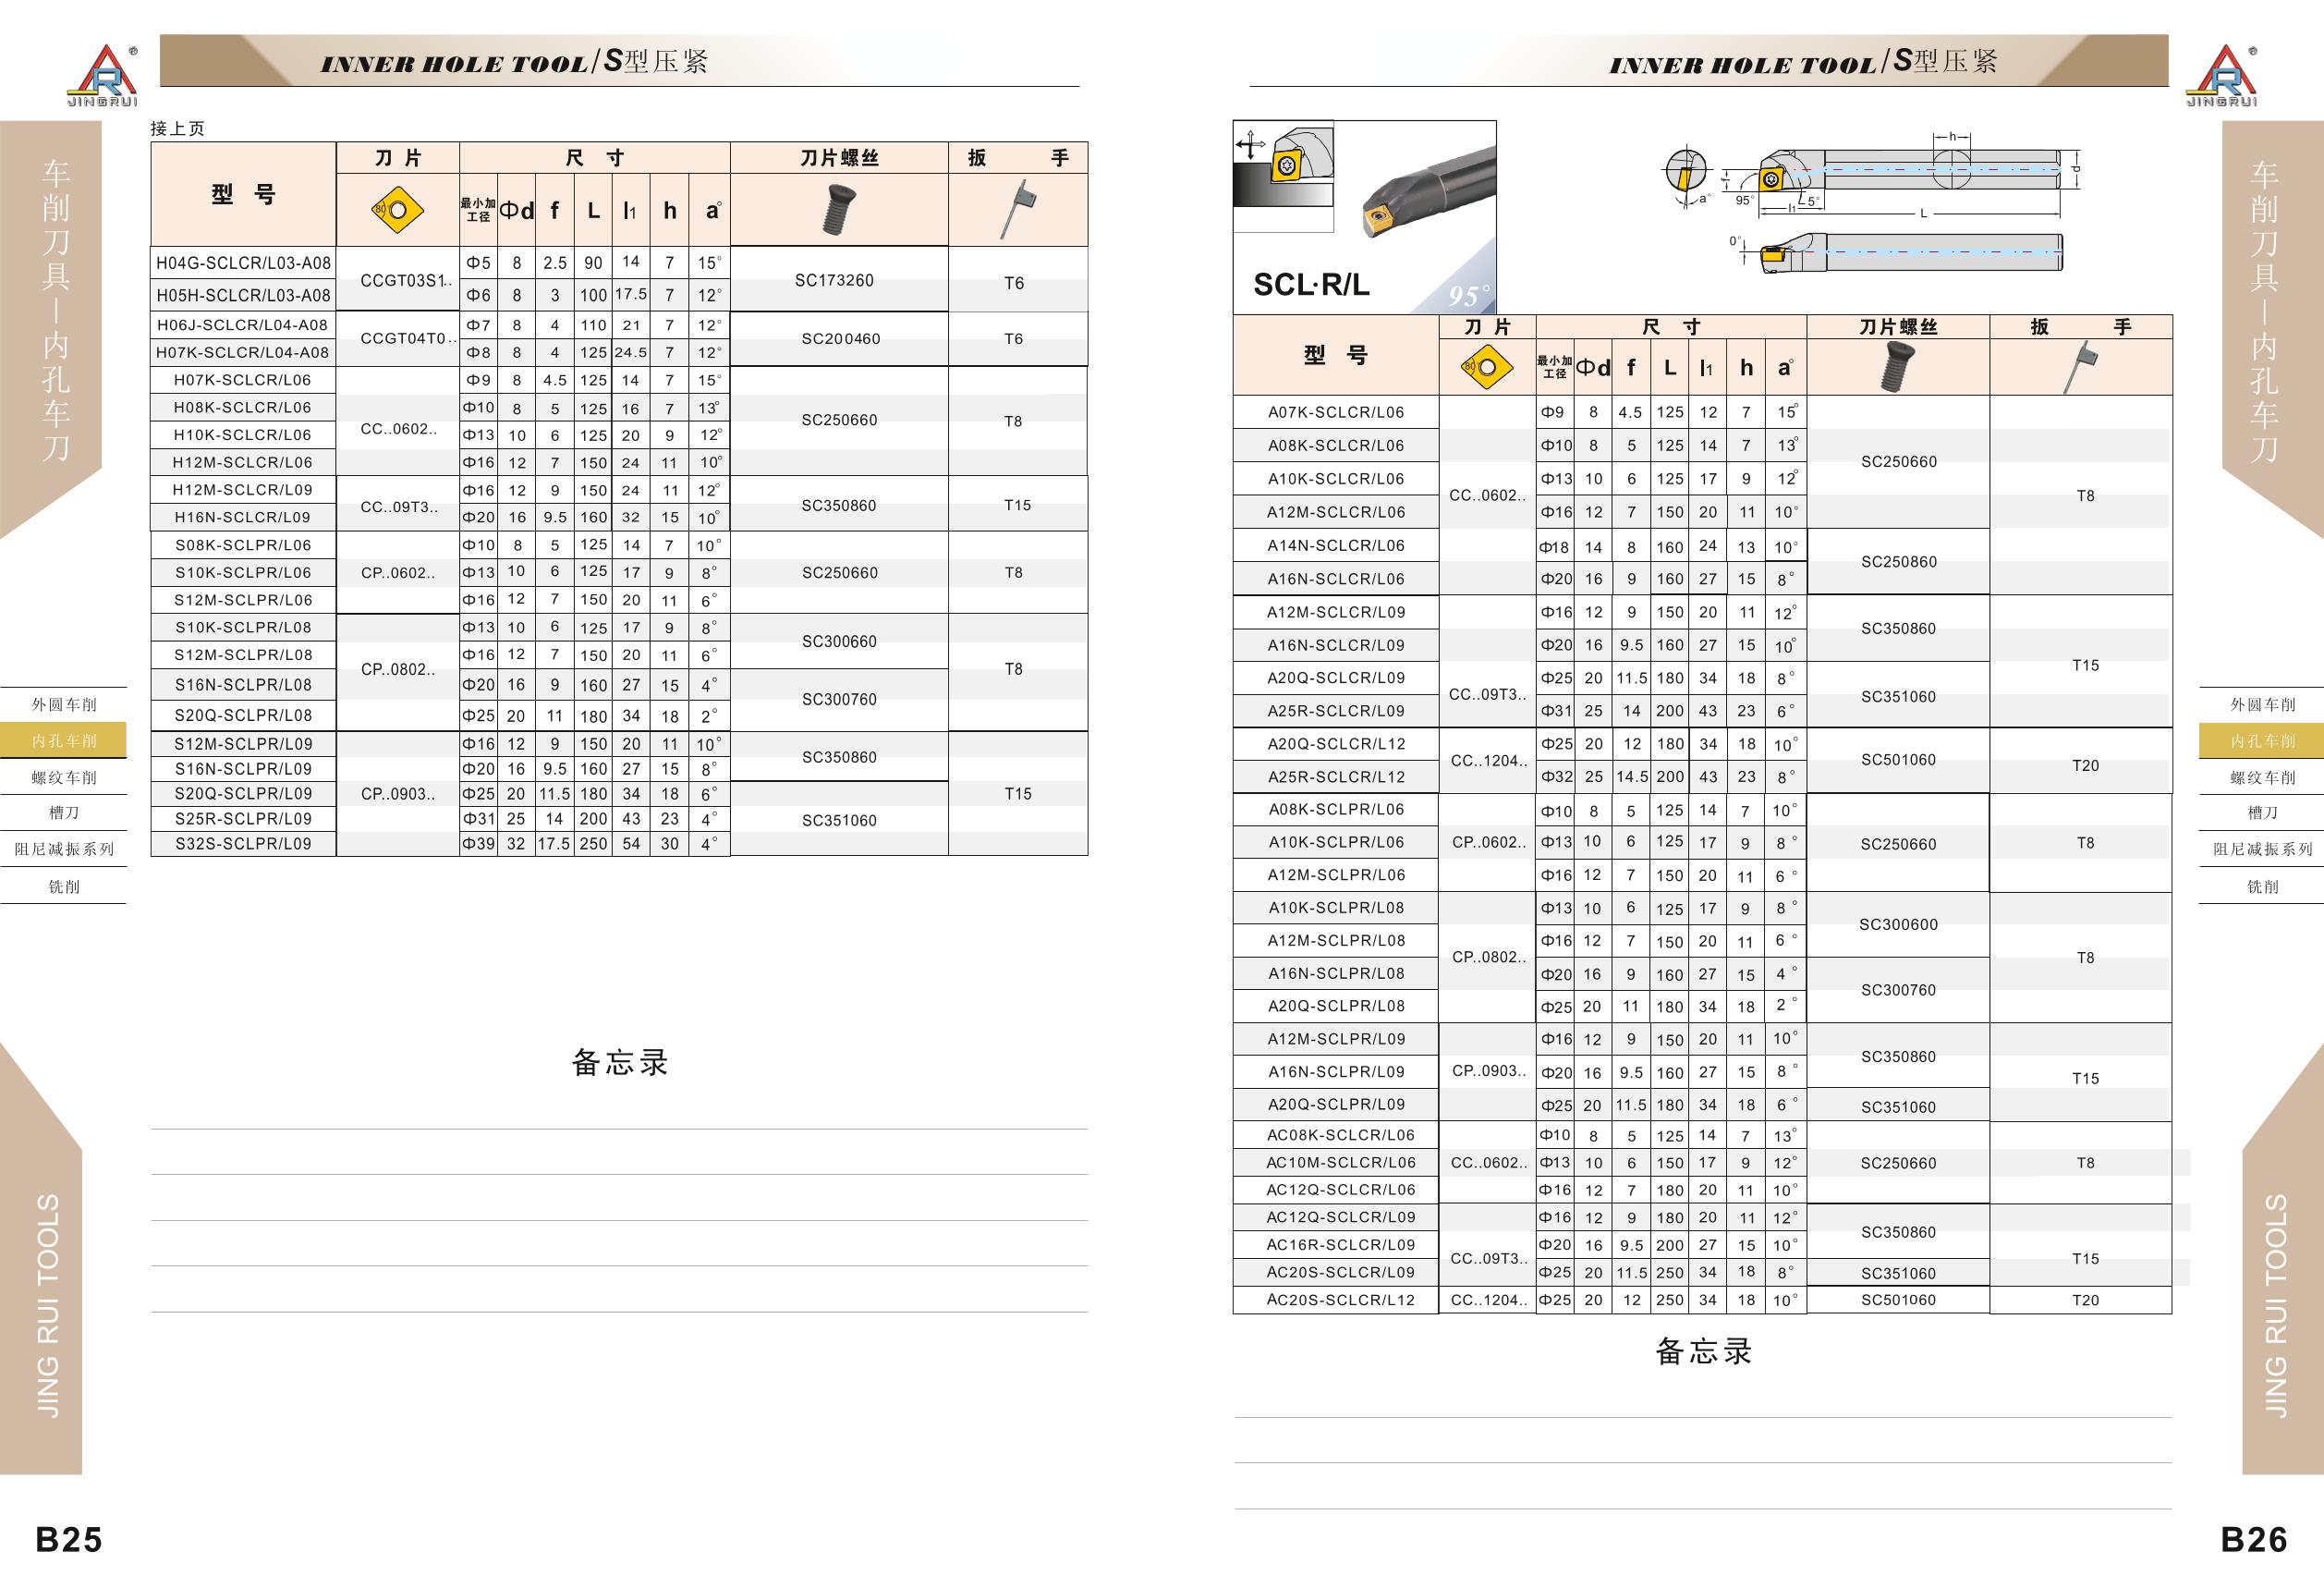 INNER HOLE TOOL/S型压紧
JINGRUI
接上页
型 号 刀 片 尺 寸 刀片螺丝 扳 手
80° 最小加工径 Φd f L l1 h a°
H04G-SCLCR/L03-A08 CCGT03S1.. Φ5 8 2.5 90 14 7 15° SC173260 T6
H05H-SCLCR/L03-A08 Φ6 8 3 100 17.5 7 12°
H06J-SCLCR/L04-A08 CCGT04T0.. Φ7 8 4 110 21 7 12° SC200460 T6
H07K-SCLCR/L04-A08 Φ8 8 4 125 24.5 7 12°
H07K-SCLCR/L06 CC..0602.. Φ9 8 4.5 125 14 7 15° SC250660 T8
H08K-SCLCR/L06 Φ10 8 5 125 16 7 13°
H10K-SCLCR/L06 Φ13 10 6 125 20 9 12°
H12M-SCLCR/L06 Φ16 12 7 150 24 11 10°
H12M-SCLCR/L09 CC..09T3.. Φ16 12 9 150 24 11 12° SC350860 T15
H16N-SCLCR/L09 Φ20 16 9.5 160 32 15 10°
S08K-SCLPR/L06 CP..0602.. Φ10 8 5 125 14 7 10° SC250660 T8
S10K-SCLPR/L06 Φ13 10 6 125 17 9 8°
S12M-SCLPR/L06 Φ16 12 7 150 20 11 6°
S10K-SCLPR/L08 CP..0802.. Φ13 10 6 125 17 9 8° SC300660 T8
S12M-SCLPR/L08 Φ16 12 7 150 20 11 6°
S16N-SCLPR/L08 Φ20 16 9 160 27 15 4° SC300760
S20Q-SCLPR/L08 Φ25 20 11 180 34 18 2°
S12M-SCLPR/L09 CP..0903.. Φ16 12 9 150 20 11 10° SC350860 T15
S16N-SCLPR/L09 Φ20 16 9.5 160 27 15 8°
S20Q-SCLPR/L09 Φ25 20 11.5 180 34 18 6° SC351060
S25R-SCLPR/L09 Φ31 25 14 200 43 23 4°
S32S-SCLPR/L09 Φ39 32 17.5 250 54 30 4°
备忘录
车削刀具—内孔车刀
外圆车削
内孔车削
螺纹车削
槽刀
阻尼减振系列
铣削
JING RUI TOOLS
B25
INNER HOLE TOOL/S型压紧
JINGRUI
SCL·R/L
95°
a° f 95° l1 5° L h d
0°
型 号 刀 片 尺 寸 刀片螺丝 扳 手
80° 最小加工径 Φd f L l1 h a°
A07K-SCLCR/L06 CC..0602.. Φ9 8 4.5 125 12 7 15° SC250660 T8
A08K-SCLCR/L06 Φ10 8 5 125 14 7 13°
A10K-SCLCR/L06 Φ13 10 6 125 17 9 12°
A12M-SCLCR/L06 Φ16 12 7 150 20 11 10°
A14N-SCLCR/L06 Φ18 14 8 160 24 13 10° SC250860
A16N-SCLCR/L06 Φ20 16 9 160 27 15 8°
A12M-SCLCR/L09 CC..09T3.. Φ16 12 9 150 20 11 12° SC350860 T15
A16N-SCLCR/L09 Φ20 16 9.5 160 27 15 10°
A20Q-SCLCR/L09 Φ25 20 11.5 180 34 18 8° SC351060
A25R-SCLCR/L09 Φ31 25 14 200 43 23 6°
A20Q-SCLCR/L12 CC..1204.. Φ25 20 12 180 34 18 10° SC501060 T20
A25R-SCLCR/L12 Φ32 25 14.5 200 43 23 8°
A08K-SCLPR/L06 CP..0602.. Φ10 8 5 125 14 7 10° SC250660 T8
A10K-SCLPR/L06 Φ13 10 6 125 17 9 8°
A12M-SCLPR/L06 Φ16 12 7 150 20 11 6°
A10K-SCLPR/L08 CP..0802.. Φ13 10 6 125 17 9 8° SC300600 T8
A12M-SCLPR/L08 Φ16 12 7 150 20 11 6°
A16N-SCLPR/L08 Φ20 16 9 160 27 15 4° SC300760
A20Q-SCLPR/L08 Φ25 20 11 180 34 18 2°
A12M-SCLPR/L09 CP..0903.. Φ16 12 9 150 20 11 10° SC350860 T15
A16N-SCLPR/L09 Φ20 16 9.5 160 27 15 8°
A20Q-SCLPR/L09 Φ25 20 11.5 180 34 18 6° SC351060
AC08K-SCLCR/L06 CC..0602.. Φ10 8 5 125 14 7 13° SC250660 T8
AC10M-SCLCR/L06 Φ13 10 6 150 17 9 12°
AC12Q-SCLCR/L06 Φ16 12 7 180 20 11 10°
AC12Q-SCLCR/L09 CC..09T3.. Φ16 12 9 180 20 11 12° SC350860 T15
AC16R-SCLCR/L09 Φ20 16 9.5 200 27 15 10°
AC20S-SCLCR/L09 Φ25 20 11.5 250 34 18 8° SC351060
AC20S-SCLCR/L12 CC..1204.. Φ25 20 12 250 34 18 10° SC501060 T20
备忘录
车削刀具—内孔车刀
外圆车削
内孔车削
螺纹车削
槽刀
阻尼减振系列
铣削
JING RUI TOOLS
B26